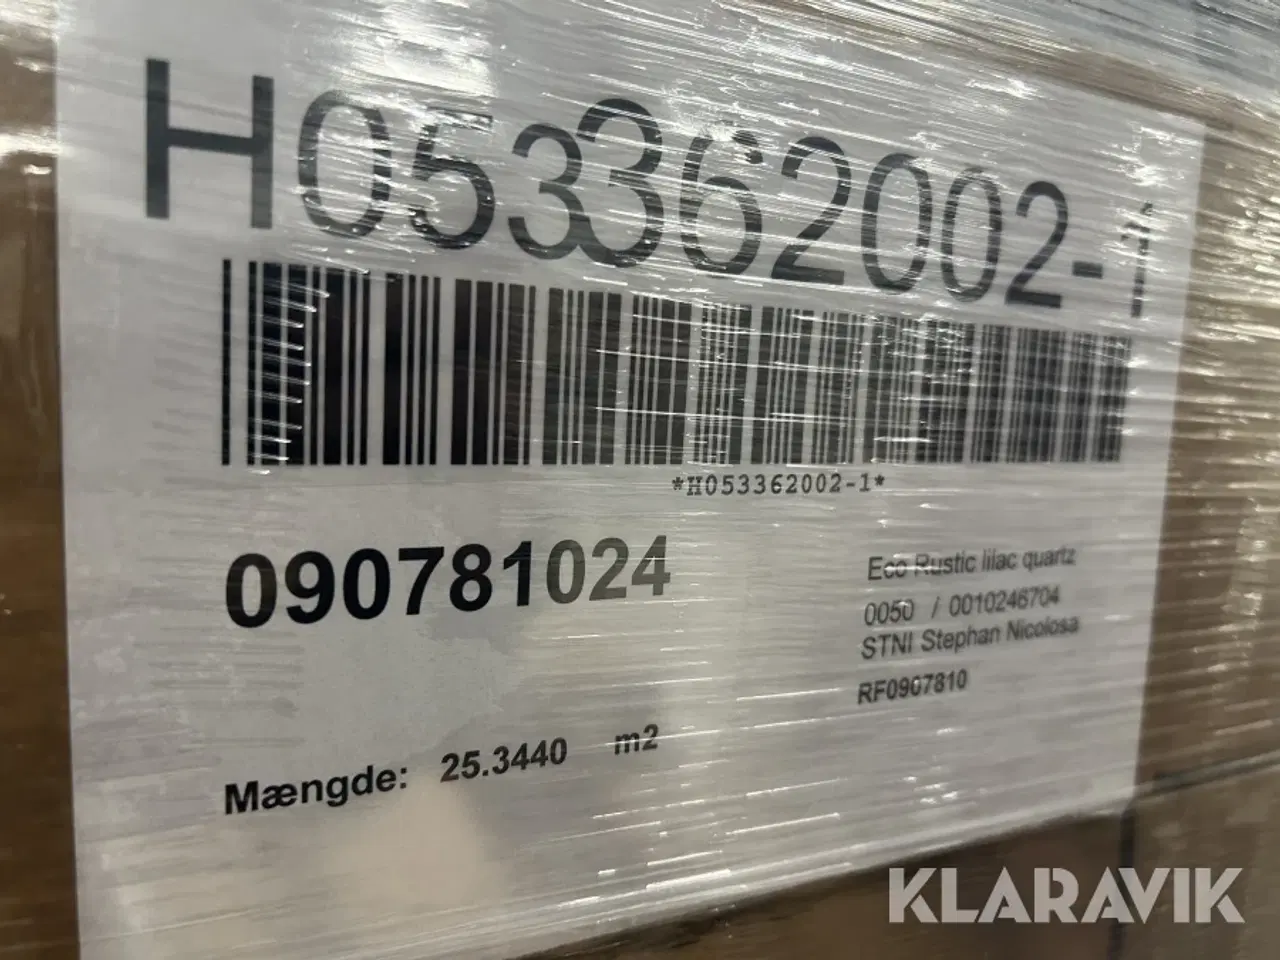 H053362002-1
*H053362002-1*
090781024
Eco Rustic lilac quartz
0050 / 0010246704
STNI Stephan Nicolosa
RF0907810
Mængde: 25.3440 m2
KLARAVIK